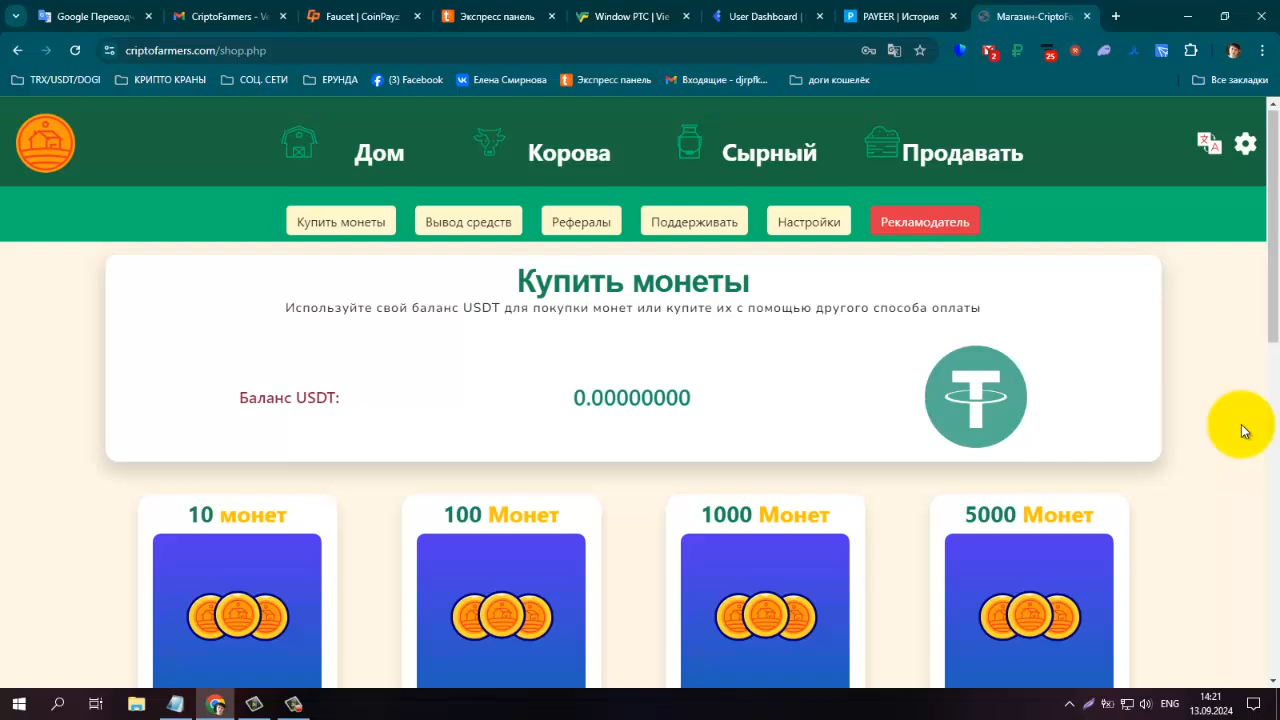 Google Переводч
CriptoFarmers - Ve
Faucet | CoinPayz
Экспресс панель
Window PTC | Vie
User Dashboard |
PAYEER | История
Магазин-CriptoFa
criptofarmers.com/shop.php
2
25
TRX/USDT/DOGI
КРИПТО КРАНЫ
СОЦ. СЕТИ
ЕРУНДА
(3) Facebook
Елена Смирнова
Экспресс панель
Входящие - djrpfk...
доги кошелёк
Все закладки
Дом
Корова
Сырный
Продавать
Купить монеты
Вывод средств
Рефералы
Поддерживать
Настройки
Рекламодатель
Купить монеты
Используйте свой баланс USDT для покупки монет или купите их с помощью другого способа оплаты
Баланс USDT:
0.00000000
10 монет
100 Монет
1000 Монет
5000 Монет
ENG
14:21
13.09.2024